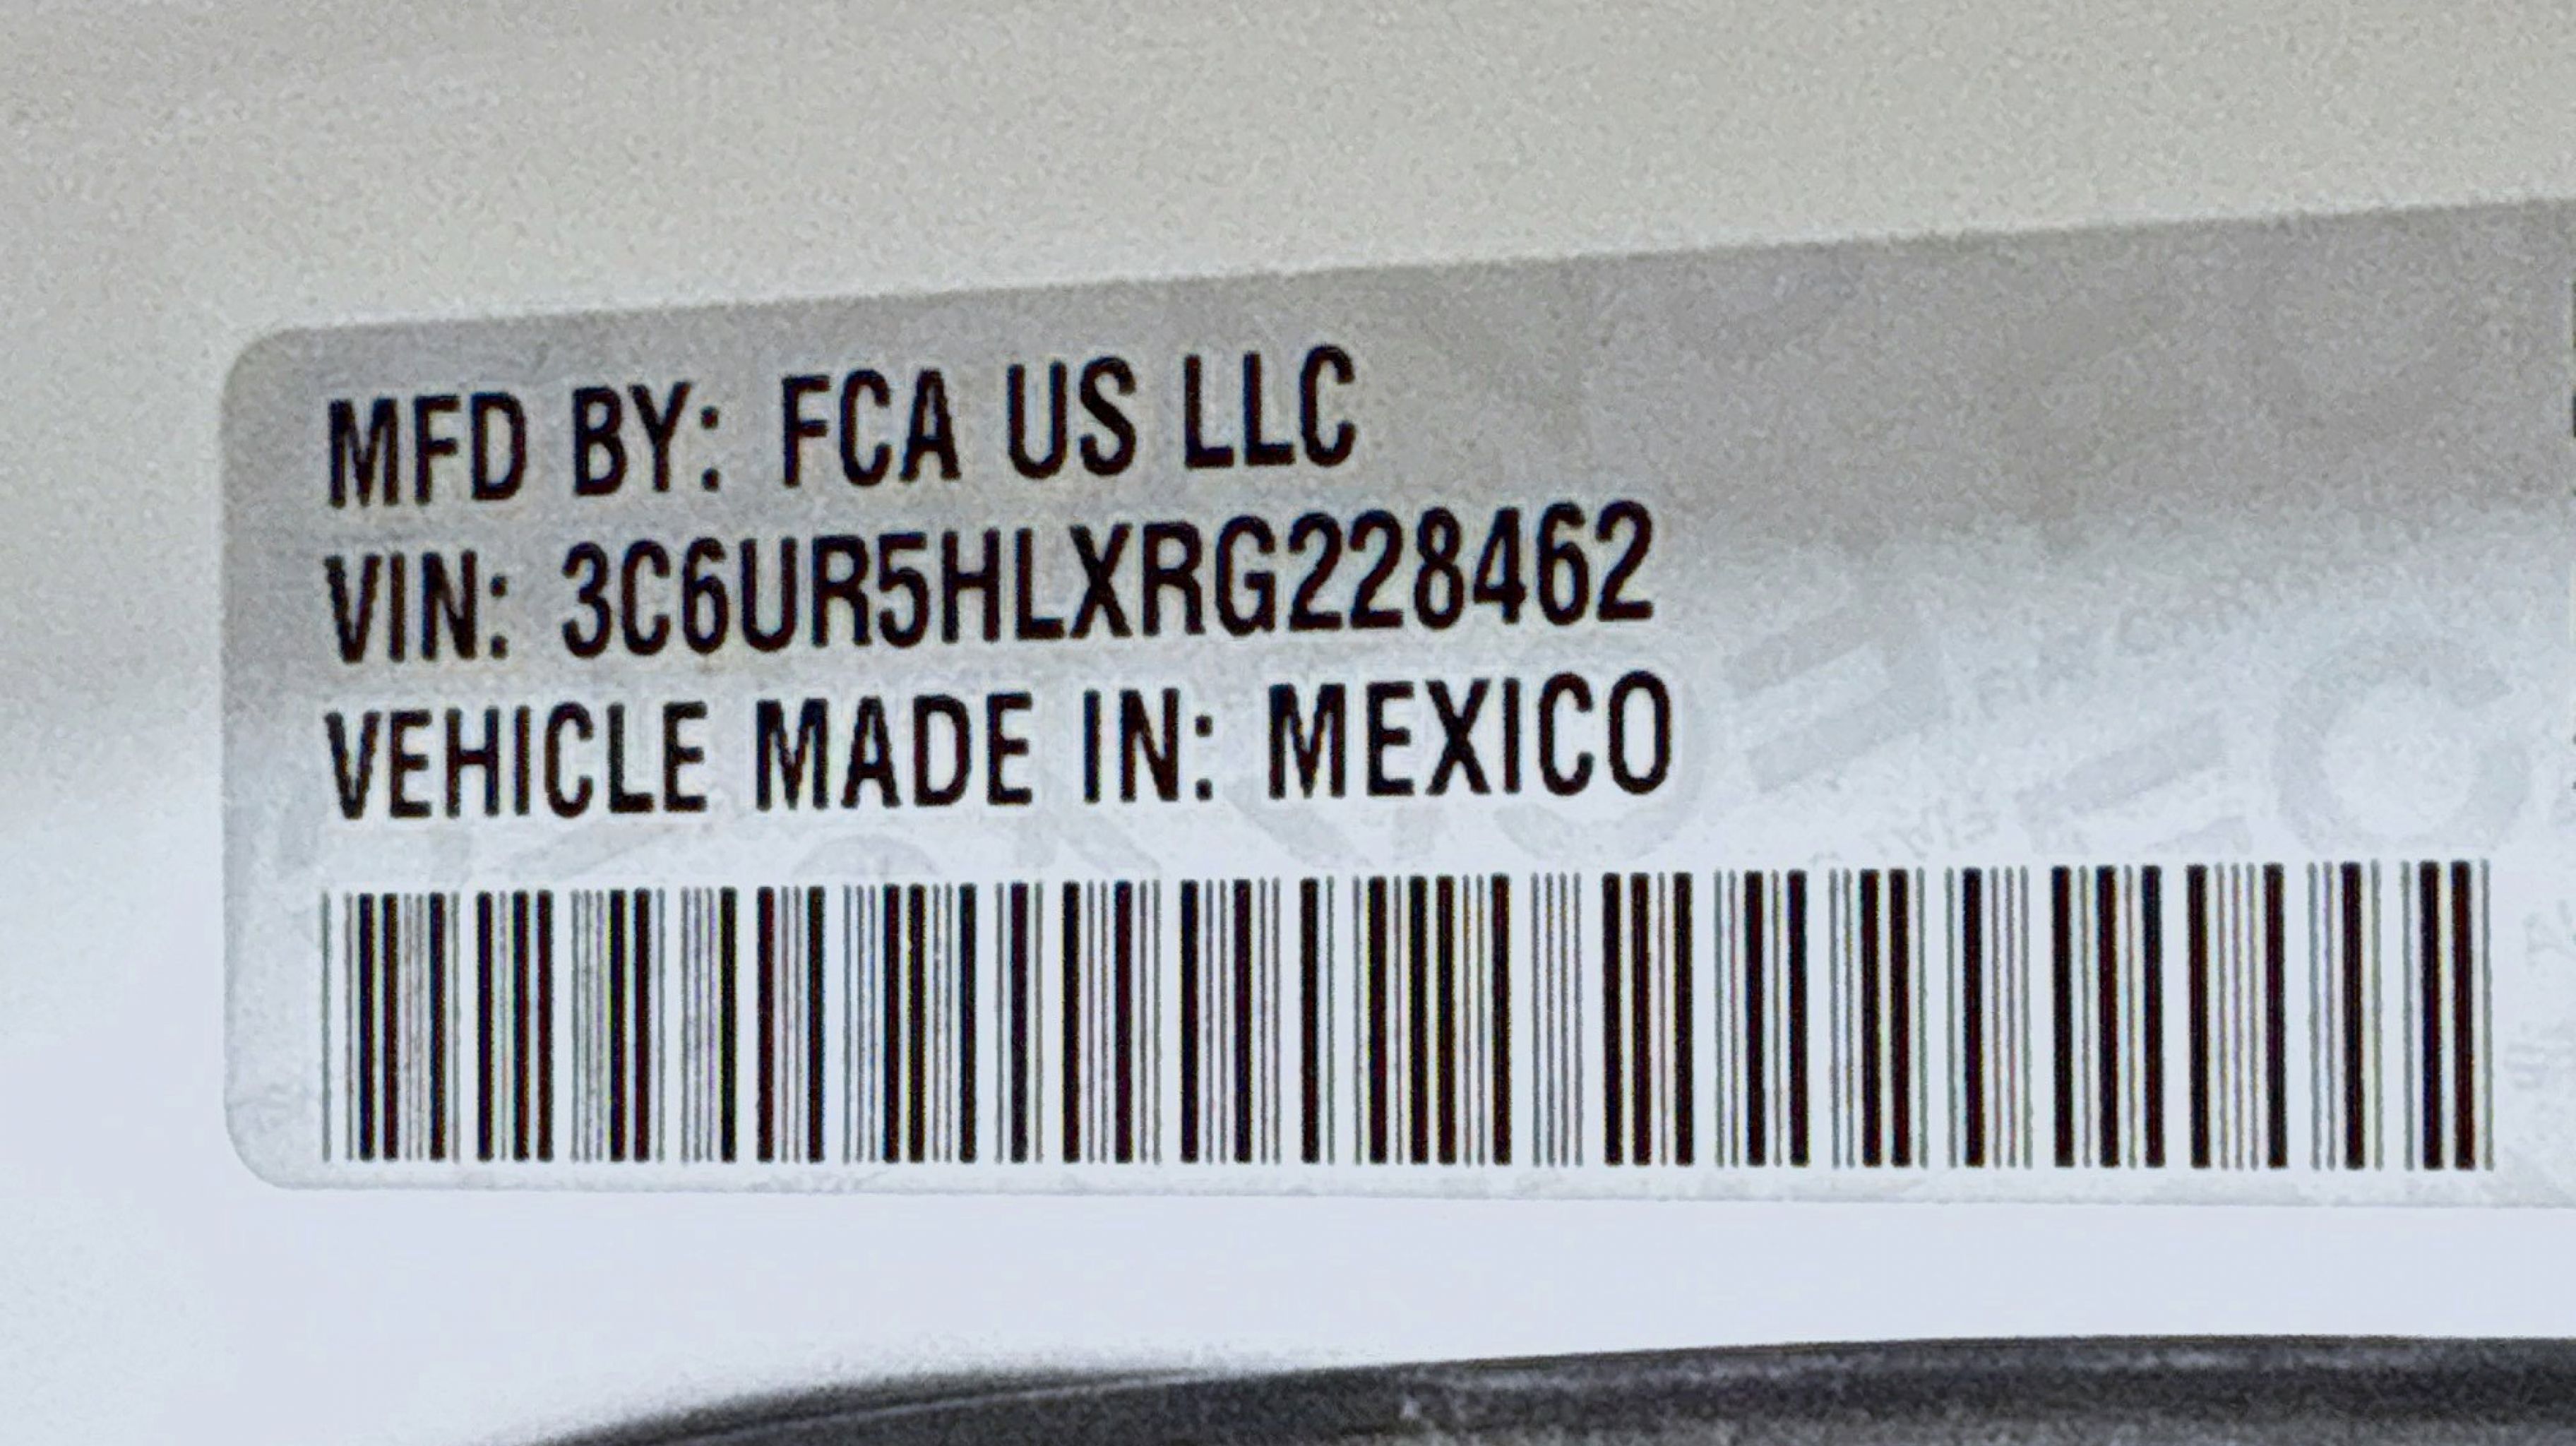 MFD BY: FCA US LLC
VIN: 3C6UR5HLXRG228462
VEHICLE MADE IN: MEXICO